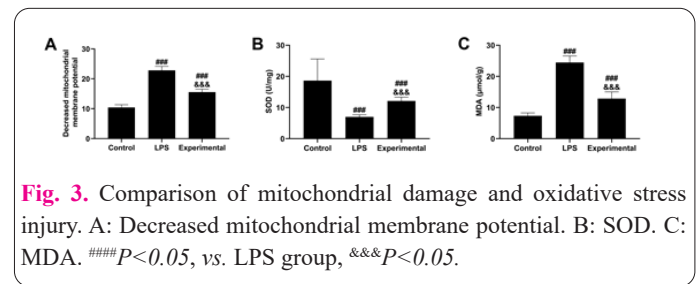 A
B
C
Decreased mitochondrial
membrane potential
30
20
10
0
###
###
&&&
Control LPS Experimental
SOD (U/mg)
30
20
10
0
###
###
&&&
Control LPS Experimental
MDA (μmol/g)
30
20
10
0
###
###
&&&
Control LPS Experimental
Fig. 3. Comparison of mitochondrial damage and oxidative stress
injury. A: Decreased mitochondrial membrane potential. B: SOD. C:
MDA. ####P<0.05, vs. LPS group, &&&P<0.05.